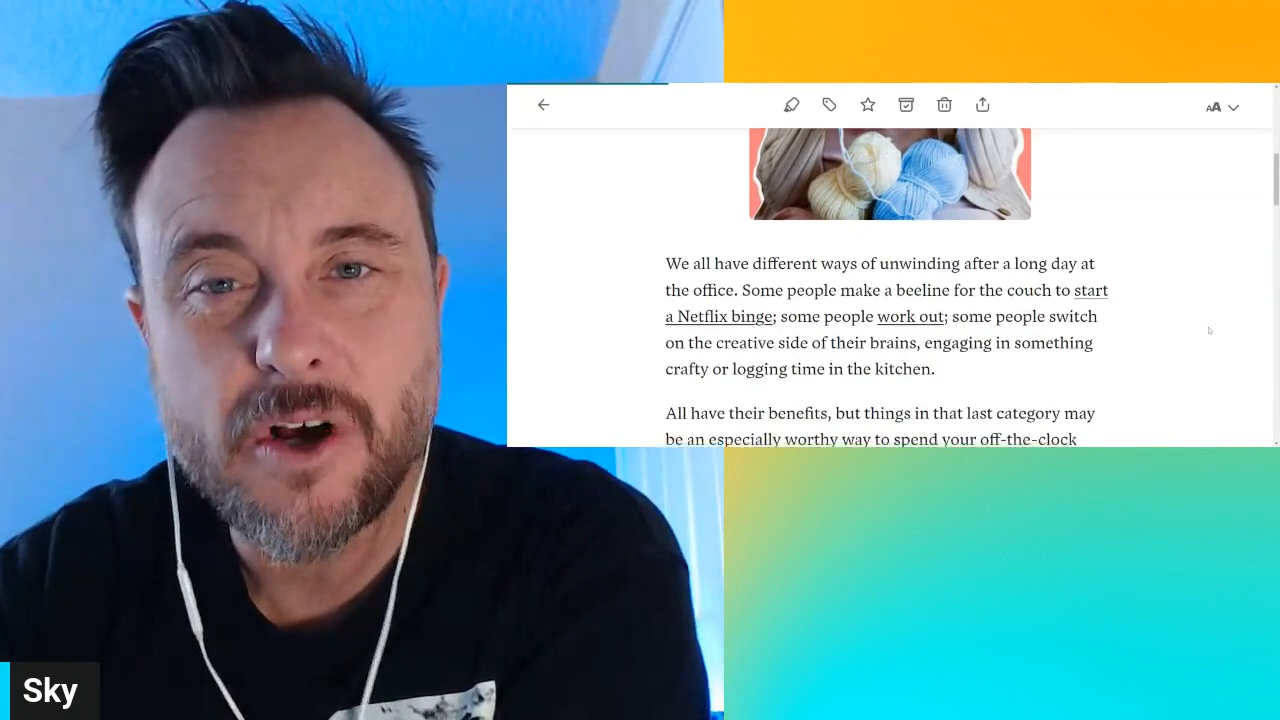 AA
We all have different ways of unwinding after a long day at
the office. Some people make a beeline for the couch to start
a Netflix binge; some people work out; some people switch
on the creative side of their brains, engaging in something
crafty or logging time in the kitchen.
All have their benefits, but things in that last category may
be an especially worthy way to spend your off-the-clock
Sky